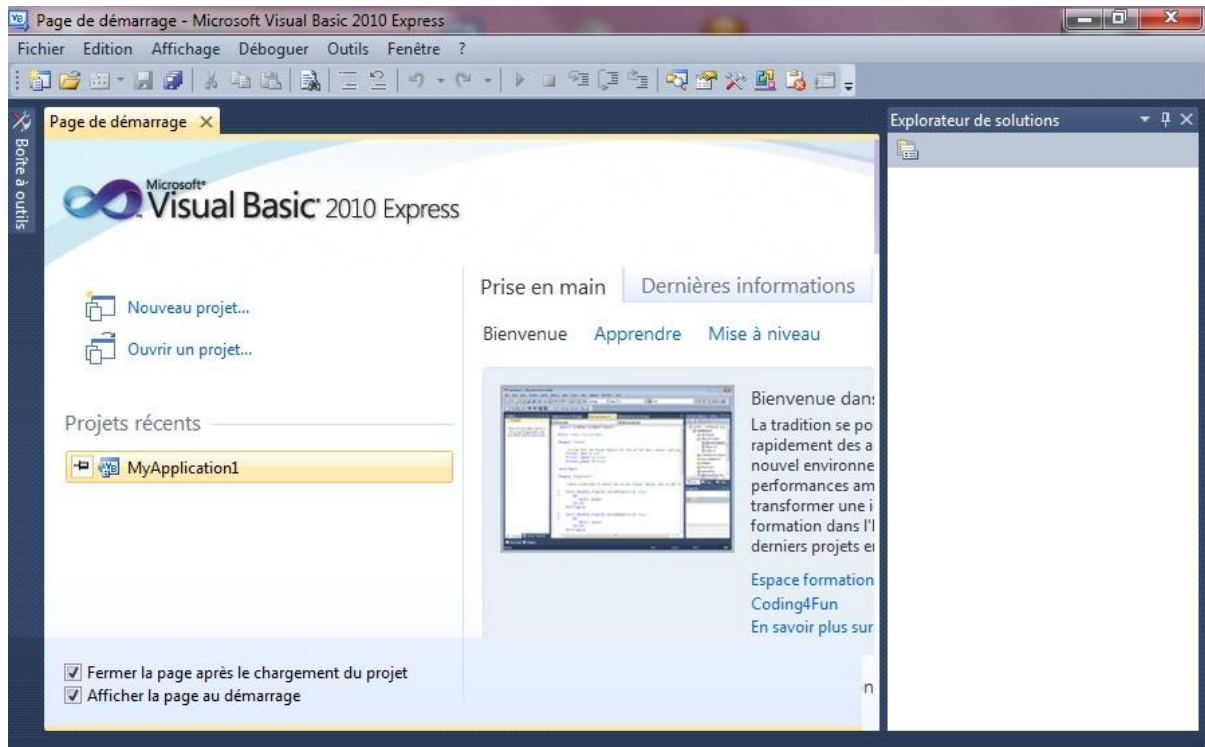 Page de démarrage - Microsoft Visual Basic 2010 Express
Fichier Edition Affichage Déboguer Outils Fenêtre ?
Boîte à outils
Page de démarrage
Explorateur de solutions
Microsoft®
Visual Basic® 2010 Express
Nouveau projet...
Ouvrir un projet...
Projets récents
MyApplication1
Fermer la page après le chargement du projet
Afficher la page au démarrage
Prise en main Dernières informations
Bienvenue Apprendre Mise à niveau
Bienvenue dans
La tradition se po
rapidement des a
nouvel environne
performances am
transformer une i
formation dans l'I
derniers projets e
Espace formation
Coding4Fun
En savoir plus sur